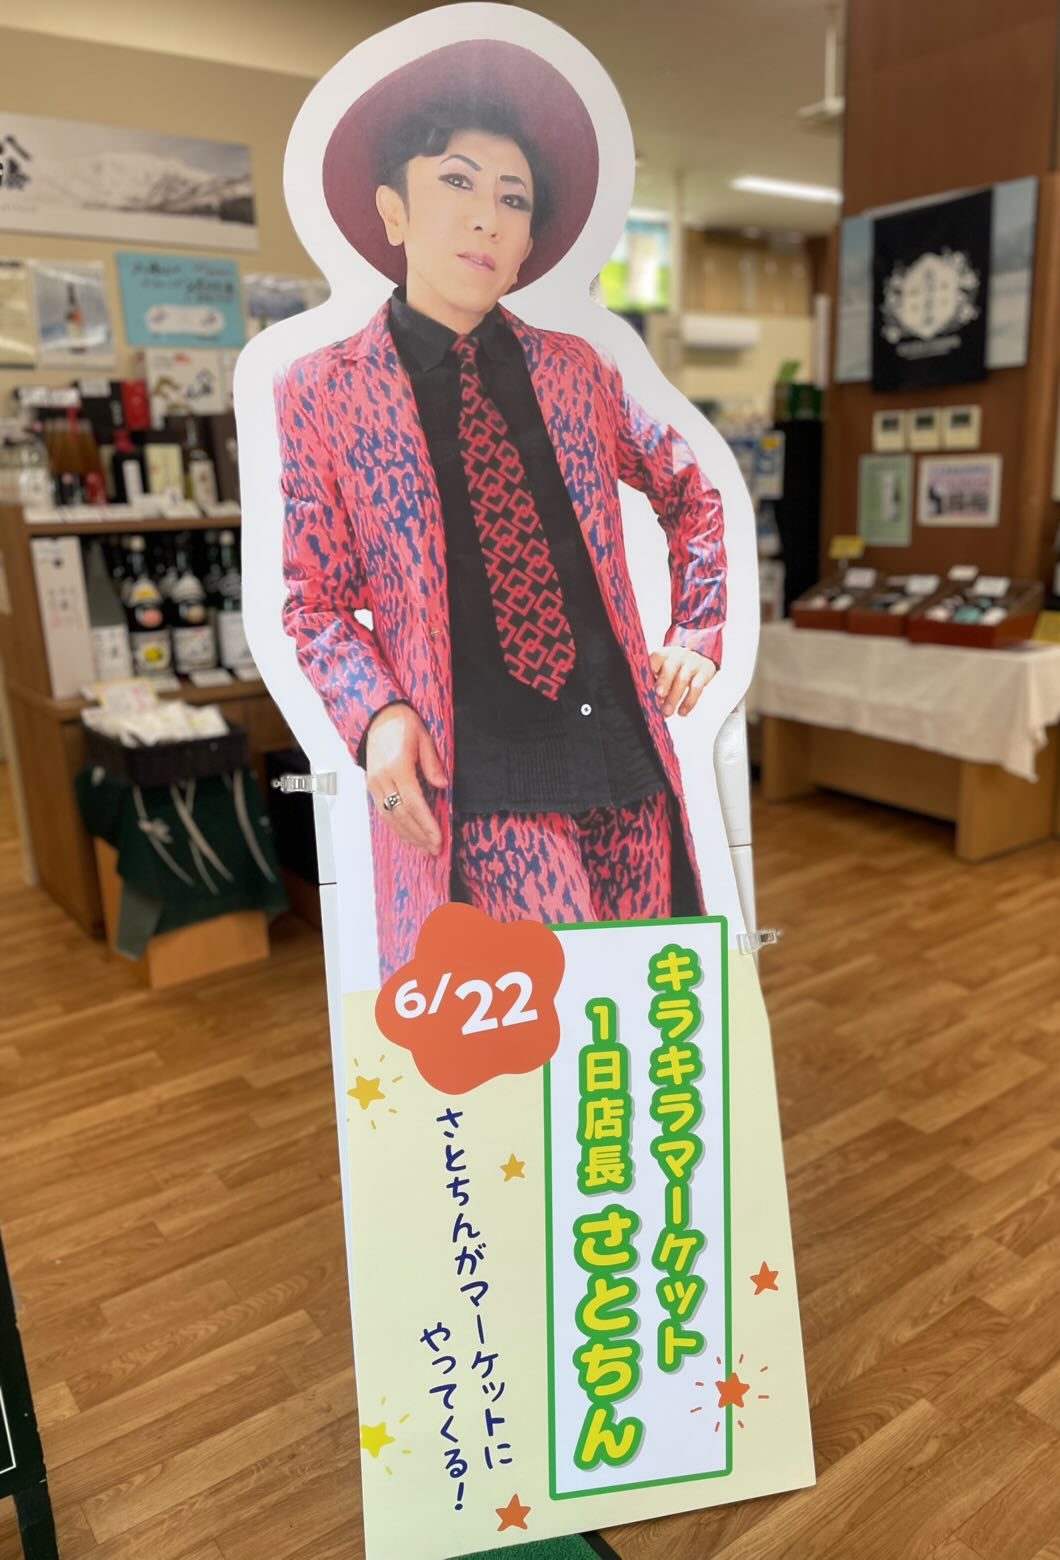 6/22
キラキラマーケット
1日店長 さとちん
さとちんがマーケットに
やってくる!